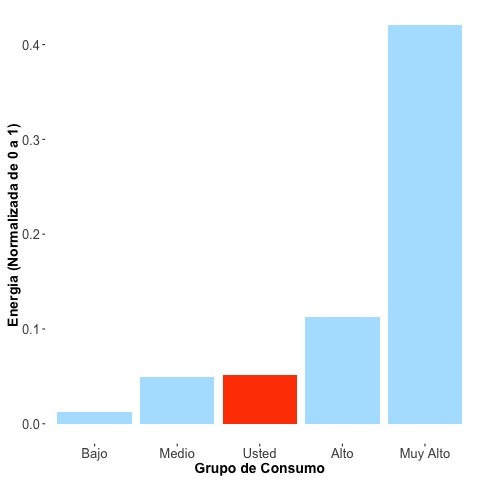 0.4
0.3
0.2
0.1
0.0
Energia (Normalizada de 0 a 1)
Bajo Medio Usted Alto Muy Alto
Grupo de Consumo